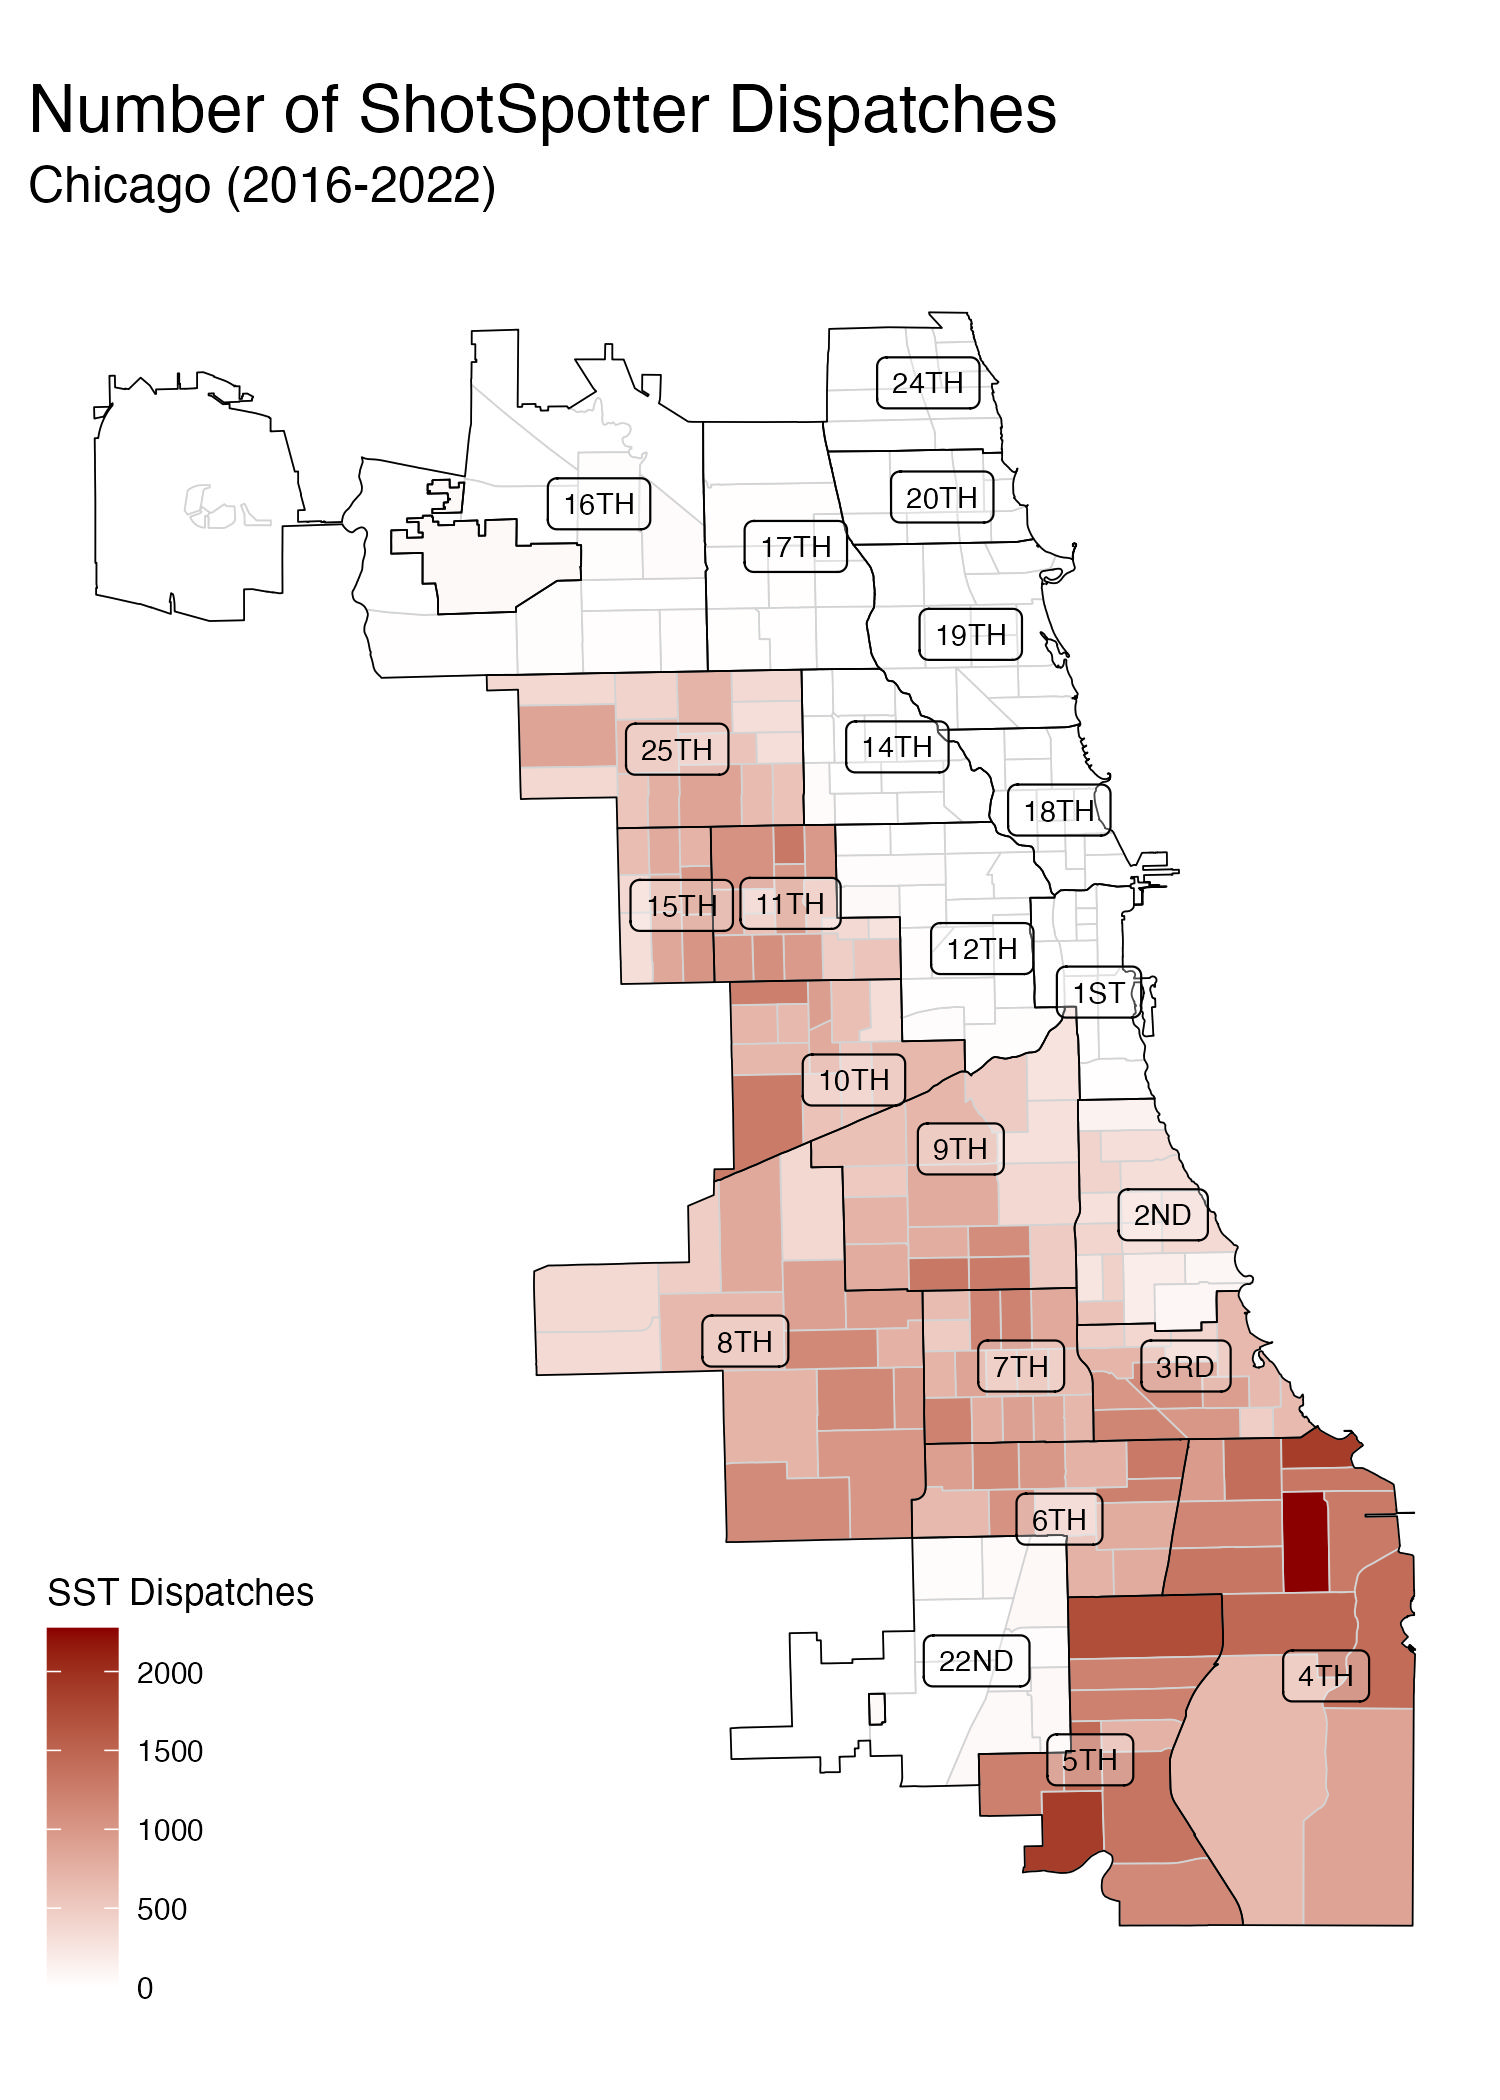 Number of ShotSpotter Dispatches
Chicago (2016-2022)
24TH
20TH
16TH
17TH
19TH
14TH
25TH
18TH
15TH
11TH
12TH
1ST
10TH
9TH
2ND
8TH
7TH
3RD
6TH
22ND
4TH
5TH
SST Dispatches
2000
1500
1000
500
0